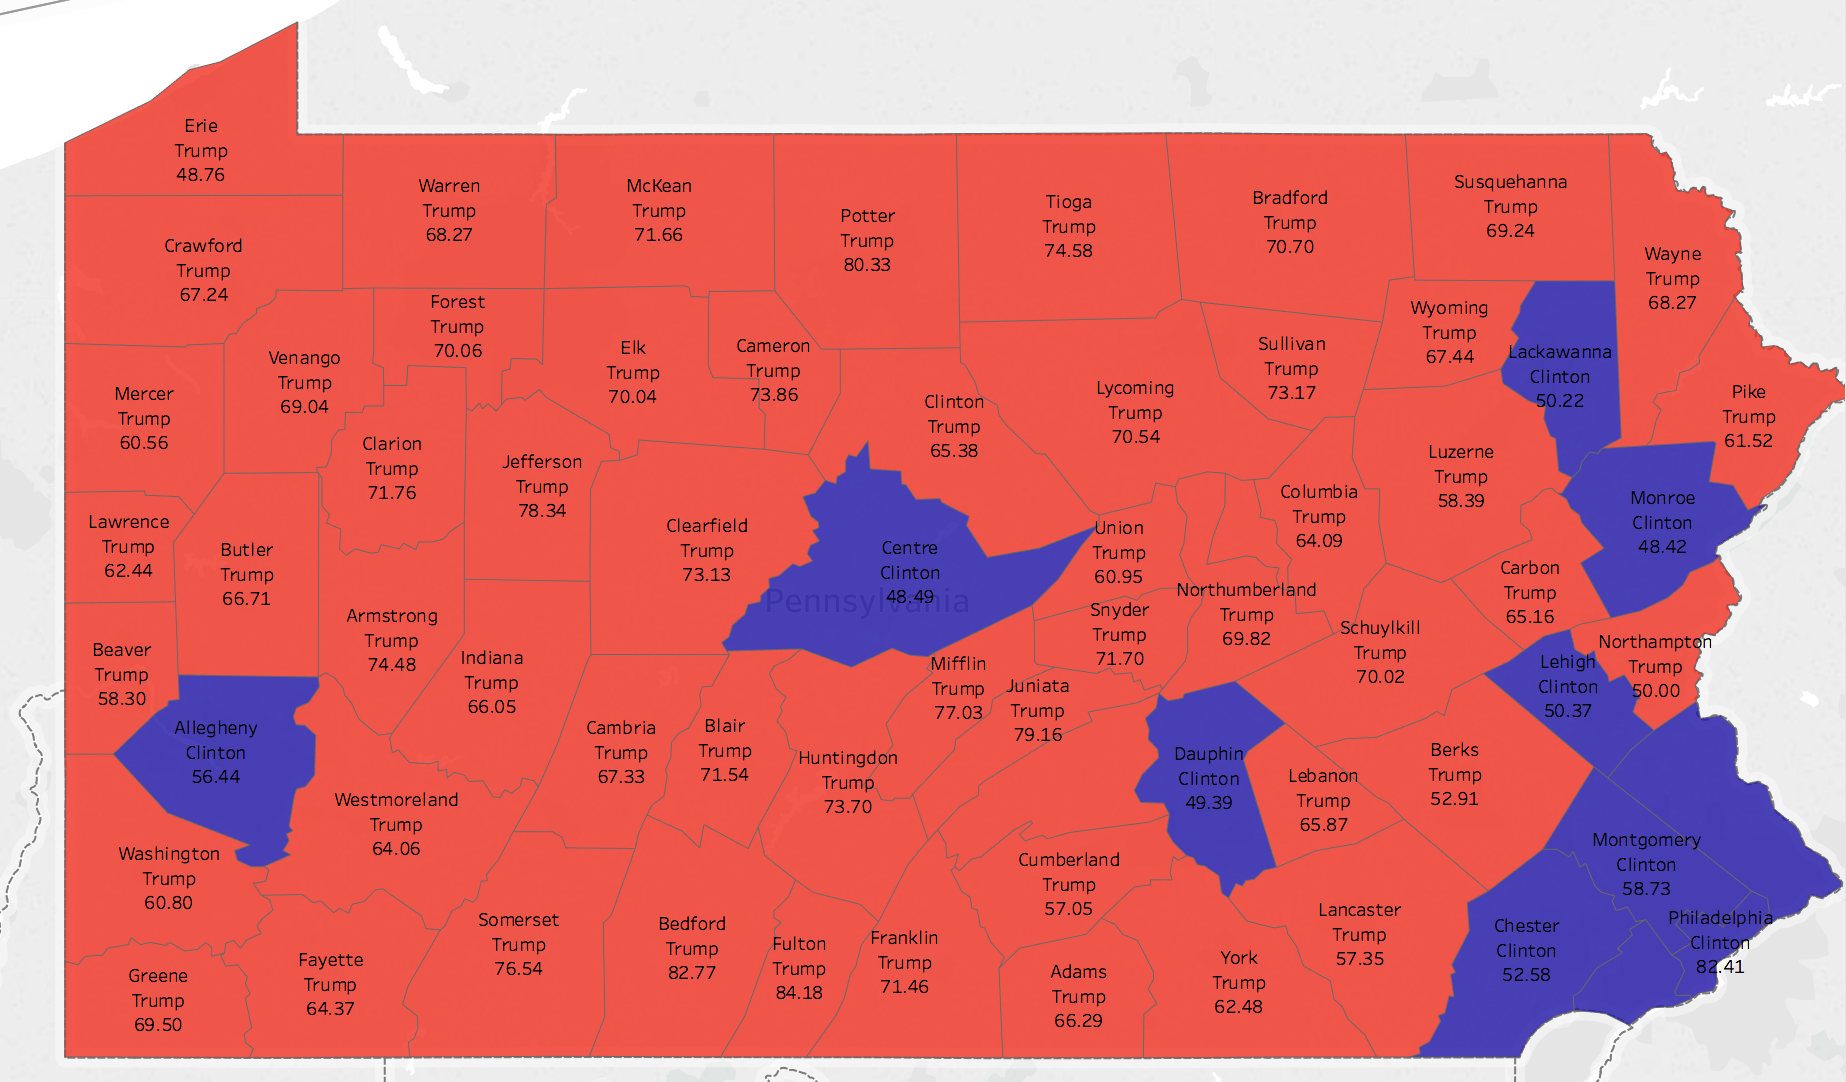 Erie
Trump
48.76
Warren
Trump
68.27
McKean
Trump
71.66
Potter
Trump
80.33
Tioga
Trump
74.58
Bradford
Trump
70.70
Susquehanna
Trump
69.24
Wayne
Trump
68.27
Crawford
Trump
67.24
Forest
Trump
70.06
Venango
Trump
69.04
Elk
Trump
70.04
Cameron
Trump
73.86
Clinton
Trump
65.38
Lycoming
Trump
70.54
Sullivan
Trump
73.17
Wyoming
Trump
67.44
Lackawanna
Clinton
50.22
Pike
Trump
61.52
Mercer
Trump
60.56
Clarion
Trump
71.76
Jefferson
Trump
78.34
Clearfield
Trump
73.13
Centre
Clinton
48.49
Pennsylvania
Union
Trump
60.95
Columbia
Trump
64.09
Luzerne
Trump
58.39
Monroe
Clinton
48.42
Lawrence
Trump
62.44
Butler
Trump
66.71
Armstrong
Trump
74.48
Indiana
Trump
66.05
Snyder
Trump
71.70
Northumberland
Trump
69.82
Schuylkill
Trump
70.02
Carbon
Trump
65.16
Northampton
Trump
50.00
Lehigh
Clinton
50.37
Beaver
Trump
58.30
Allegheny
Clinton
56.44
Westmoreland
Trump
64.06
Cambria
Trump
67.33
Blair
Trump
71.54
Huntingdon
Trump
73.70
Mifflin
Trump
77.03
Juniata
Trump
79.16
Dauphin
Clinton
49.39
Lebanon
Trump
65.87
Berks
Trump
52.91
Montgomery
Clinton
58.73
Washington
Trump
60.80
Somerset
Trump
76.54
Bedford
Trump
82.77
Fulton
Trump
84.18
Franklin
Trump
71.46
Cumberland
Trump
57.05
Lancaster
Trump
57.35
Chester
Clinton
52.58
Philadelphia
Clinton
82.41
Greene
Trump
69.50
Fayette
Trump
64.37
Adams
Trump
66.29
York
Trump
62.48